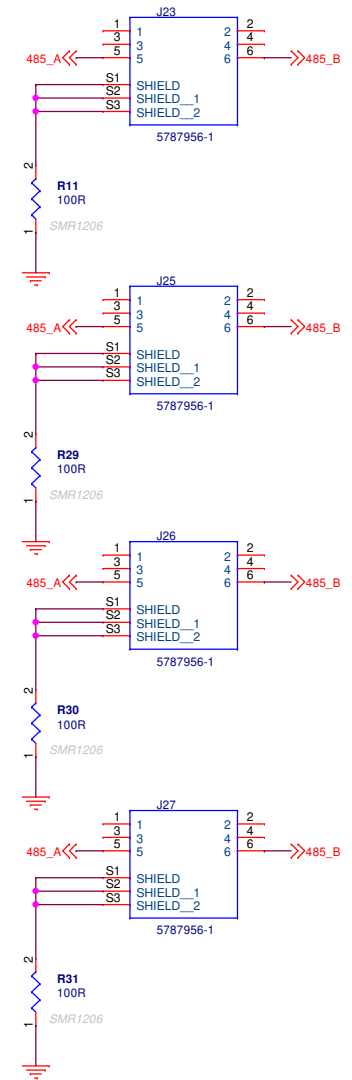 J23
1 1 2 2
3 3 4 4
485_A 5 5 6 6 485_B
S1 SHIELD
S2 SHIELD__1
S3 SHIELD__2
5787956-1
2
R11
100R
SMR1206
1
J25
1 1 2 2
3 3 4 4
485_A 5 5 6 6 485_B
S1 SHIELD
S2 SHIELD__1
S3 SHIELD__2
5787956-1
2
R29
100R
SMR1206
1
J26
1 1 2 2
3 3 4 4
485_A 5 5 6 6 485_B
S1 SHIELD
S2 SHIELD__1
S3 SHIELD__2
5787956-1
2
R30
100R
SMR1206
1
J27
1 1 2 2
3 3 4 4
485_A 5 5 6 6 485_B
S1 SHIELD
S2 SHIELD__1
S3 SHIELD__2
5787956-1
2
R31
100R
SMR1206
1